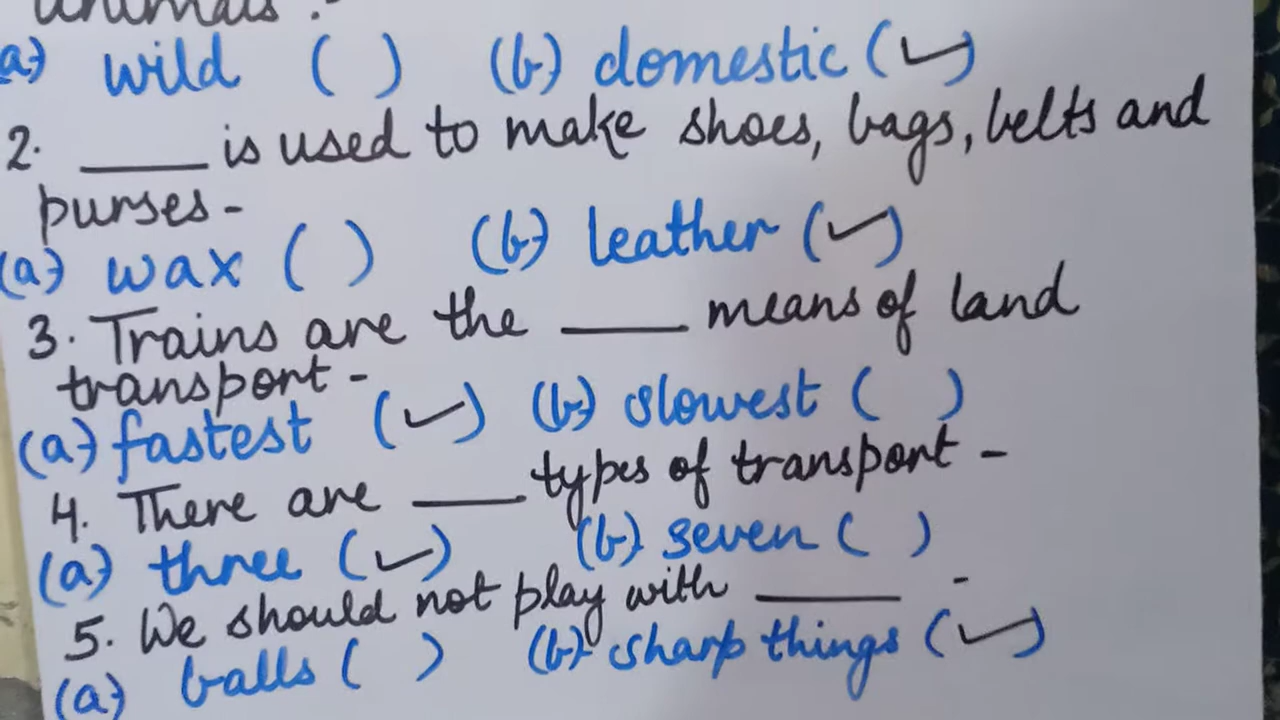 animals :-
(a) wild ( ) (b) domestic (✓)
2. ____ is used to make shoes, bags, belts and
purses -
(a) wax ( ) (b) leather (✓)
3. Trains are the ____ means of land
transport -
(a) fastest (✓) (b) slowest ( )
4. There are ____ types of transport -
(a) three (✓) (b) seven ( )
5. We should not play with ____ -
(a) balls ( ) (b) sharp things (✓)